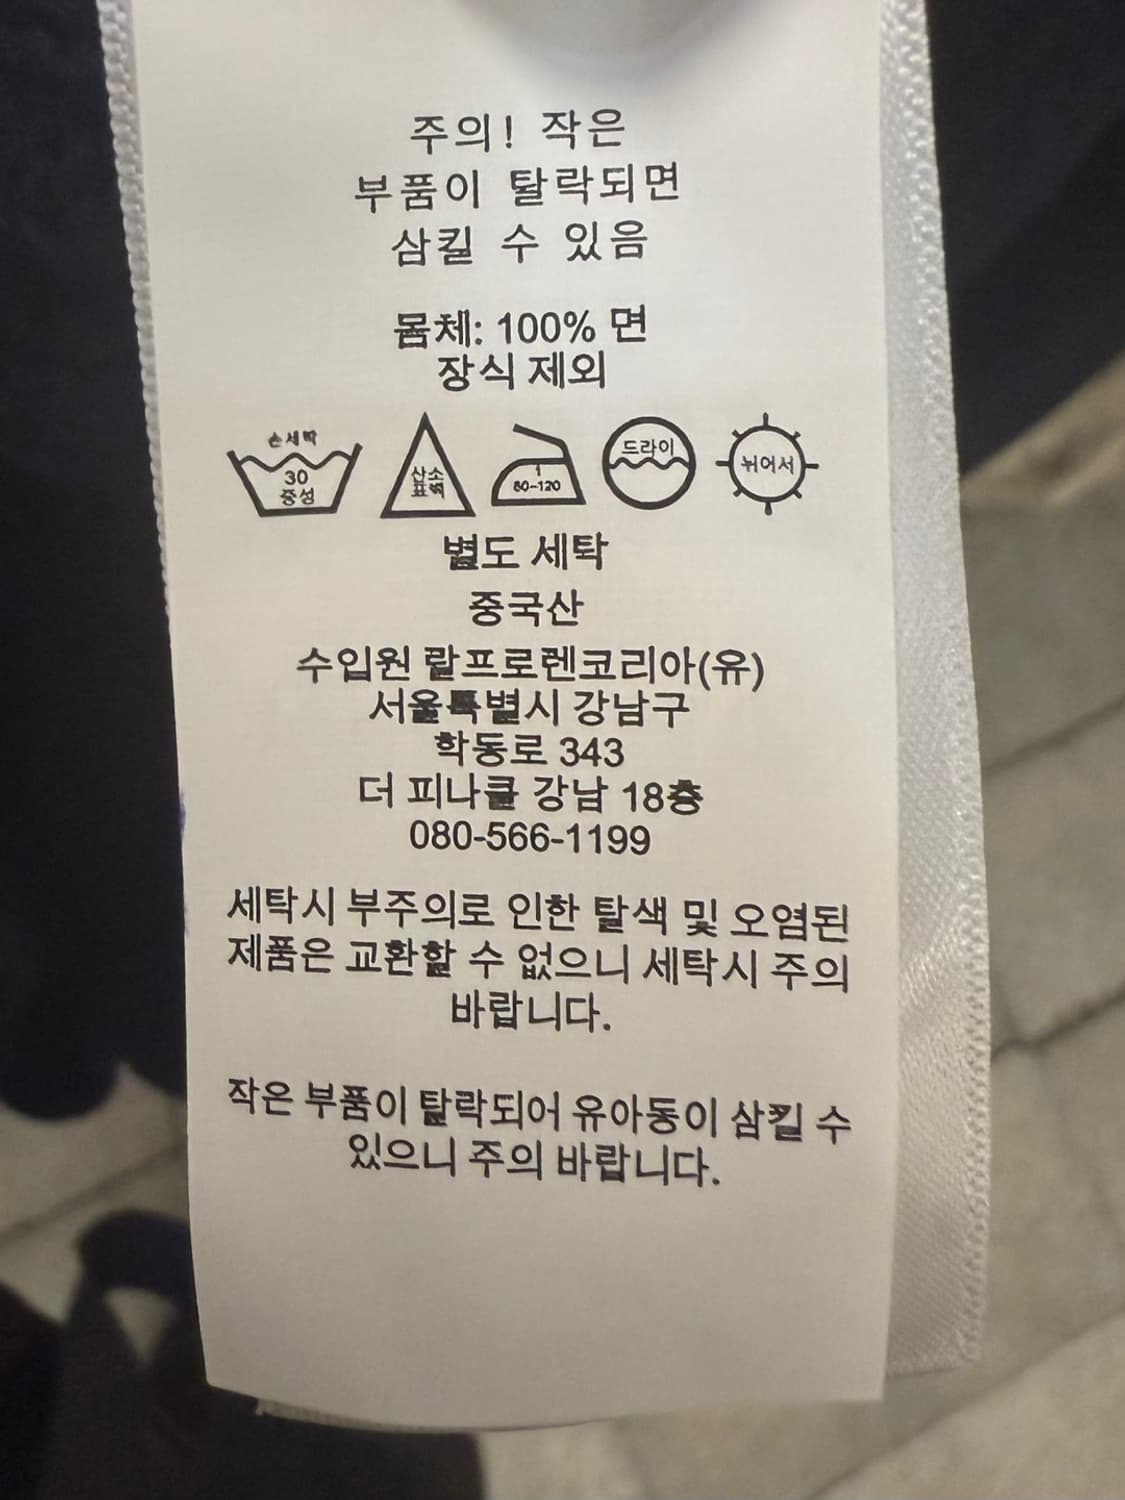 주의! 작은
부품이 탈락되면
삼킬 수 있음
몸체: 100% 면
장식 제외
손세탁
30
중성
산소
표백
1
80-120
드라이
뉘어서
별도 세탁
중국산
수입원 랄프로렌코리아(유)
서울특별시 강남구
학동로 343
더 피나클 강남 18층
080-566-1199
세탁시 부주의로 인한 탈색 및 오염된
제품은 교환할 수 없으니 세탁시 주의
바랍니다.
작은 부품이 탈락되어 유아동이 삼킬 수
있으니 주의 바랍니다.